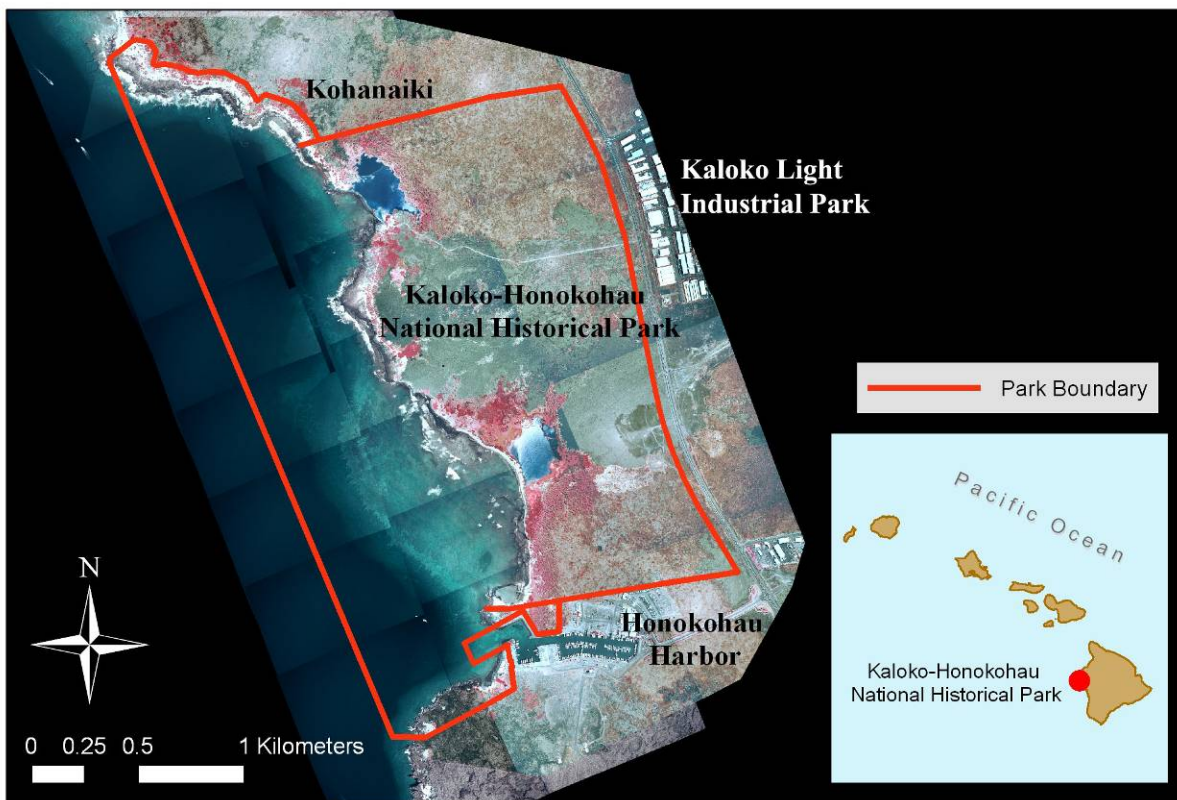 Kohanaiki
Kaloko Light
Industrial Park
Kaloko-Honokohau
National Historical Park
Park Boundary
Pacific Ocean
N
Honokohau
Harbor
Kaloko-Honokohau
National Historical Park
0 0.25 0.5 1 Kilometers